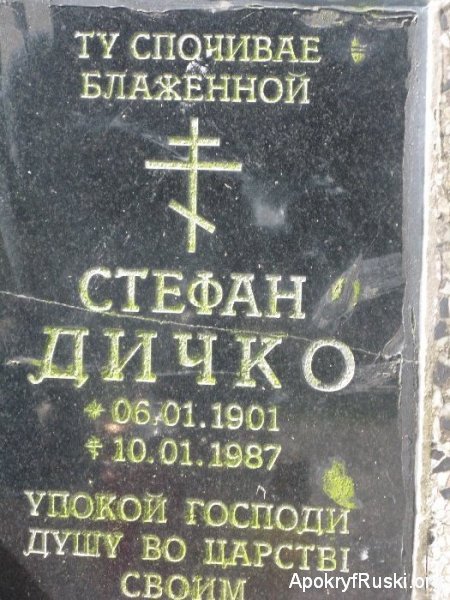 ТУ СПОЧИВАЕ
БЛАЖЕННОЙ
СТЕФАН
ДИЧКО
* 06.01.1901
‡ 10.01.1987
УПОКОЙ ГОСПОДИ
ДУШУ ВО ЦАРСТВІ
СВОИМ
ApokryfRuski.org